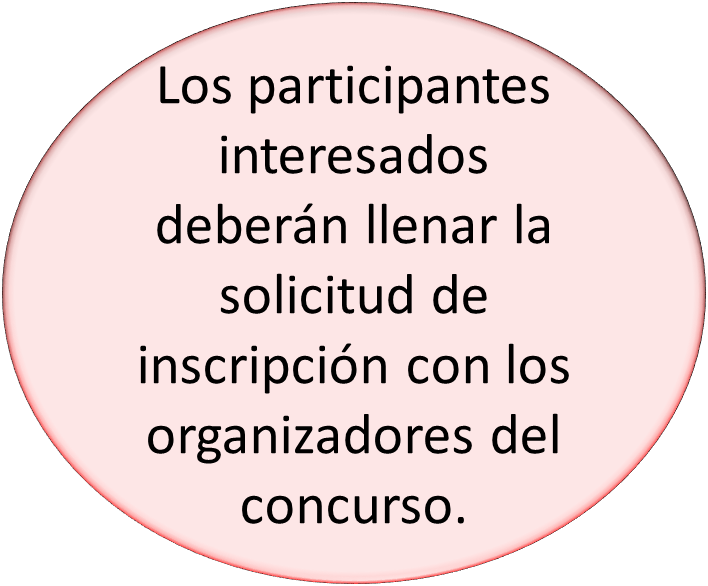 Los participantes
interesados
deberán llenar la
solicitud de
inscripción con los
organizadores del
concurso.